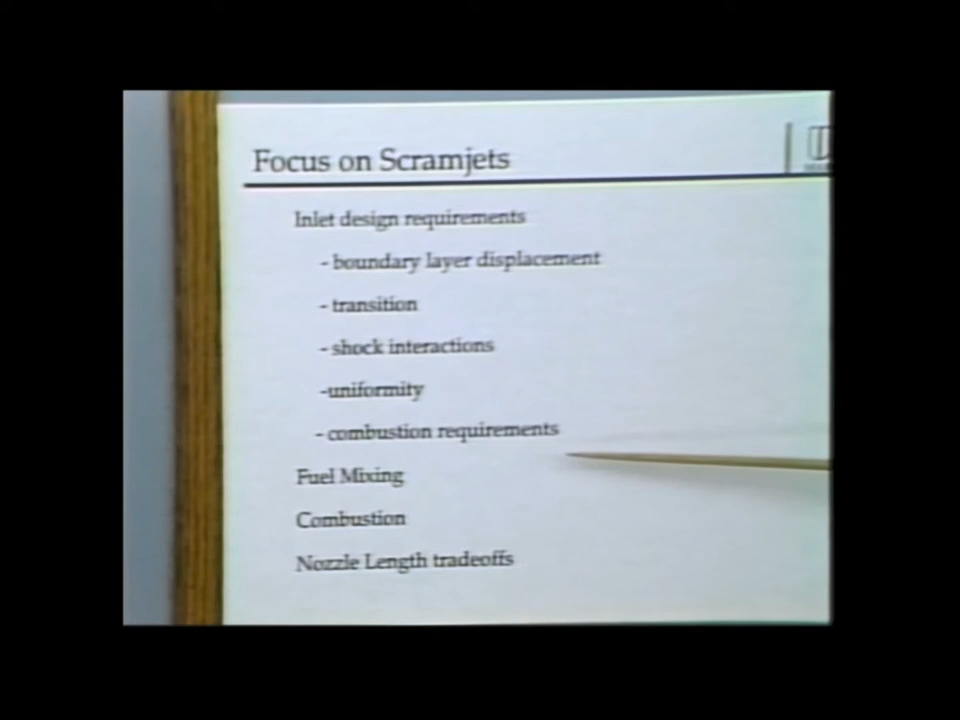 Focus on Scramjets
Inlet design requirements
- boundary layer displacement
- transition
- shock interactions
-uniformity
- combustion requirements
Fuel Mixing
Combustion
Nozzle Length tradeoffs